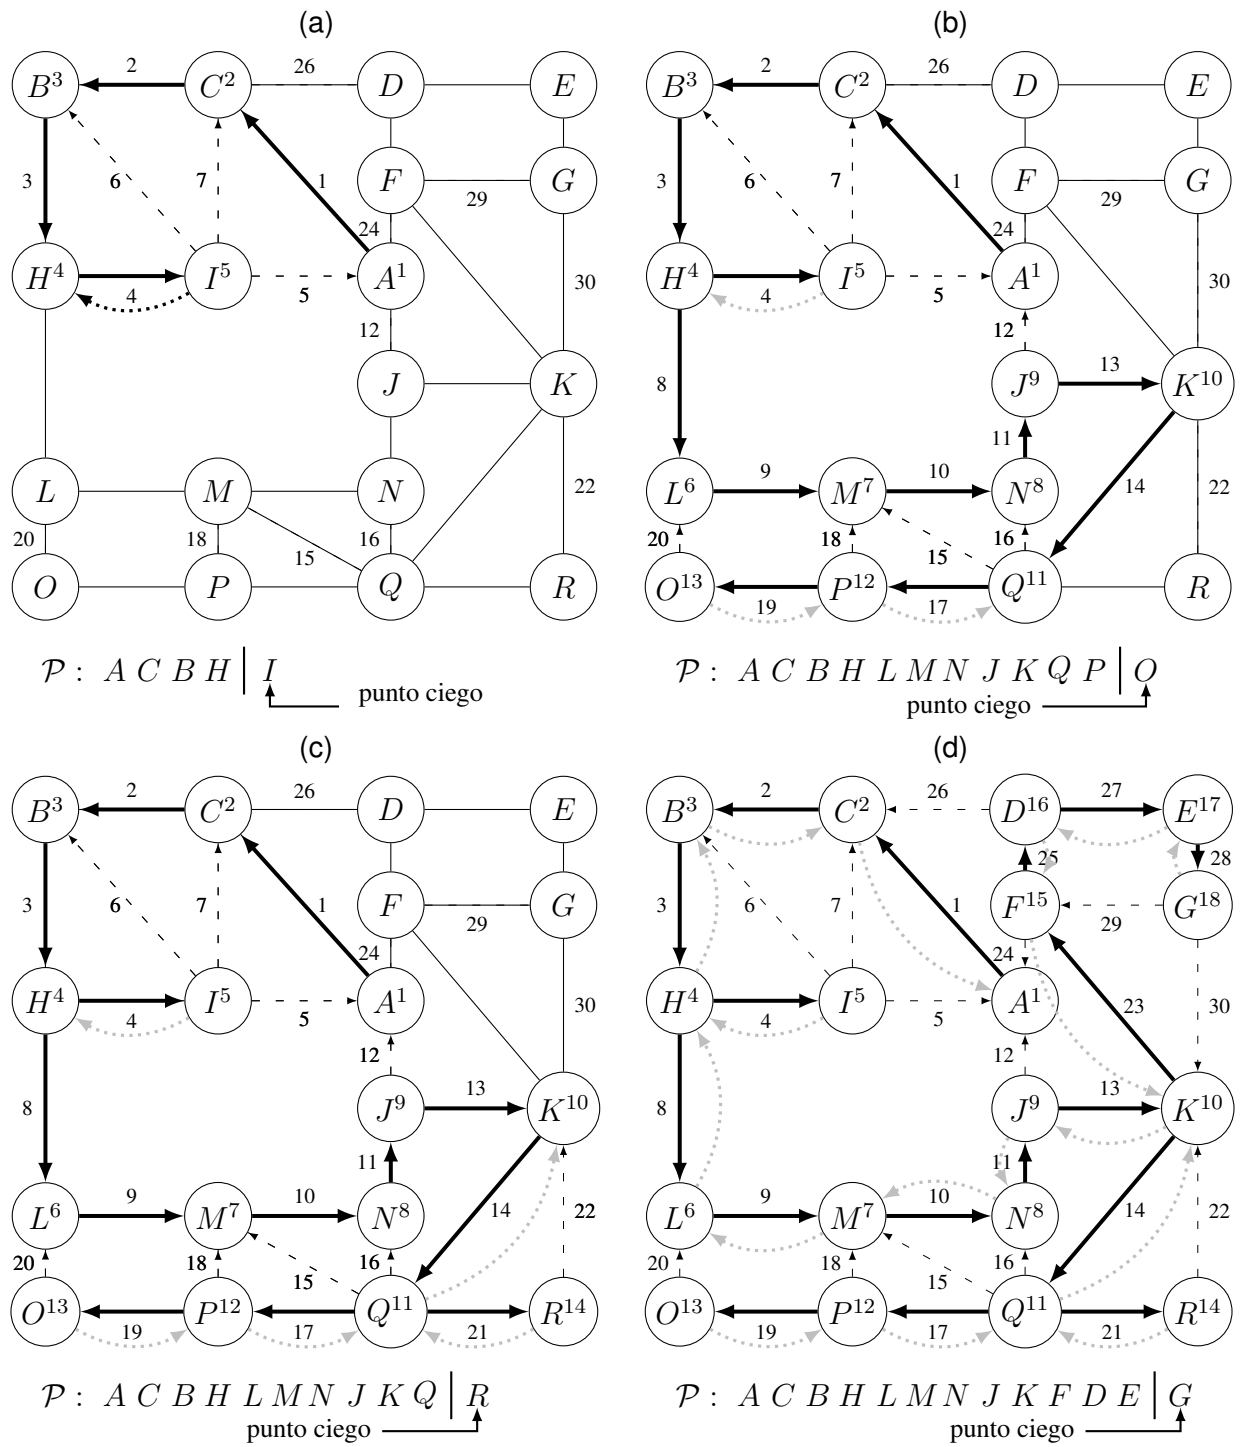 (a)
B³ 2 C² 26 D E
3 6 7 1 F 29 G
24
H⁴ 4 I⁵ 5 A¹ 30
12
J K
L M N 22
20 18 15 16
O P Q R
𝒫 : A C B H | I
punto ciego
(b)
B³ 2 C² 26 D E
3 6 7 1 F 29 G
24
H⁴ 4 I⁵ 5 A¹ 30
12
8 J⁹ 13 K¹⁰
11
L⁶ 9 M⁷ 10 N⁸ 14 22
20 18 15 16
O¹³ 19 P¹² 17 Q¹¹ R
𝒫 : A C B H L M N J K Q P | O
punto ciego
(c)
B³ 2 C² 26 D E
3 6 7 1 F 29 G
24
H⁴ 4 I⁵ 5 A¹ 30
12
8 J⁹ 13 K¹⁰
11
L⁶ 9 M⁷ 10 N⁸ 14 22
20 18 15 16
O¹³ 19 P¹² 17 Q¹¹ 21 R¹⁴
𝒫 : A C B H L M N J K Q | R
punto ciego
(d)
B³ 2 C² 26 D¹⁶ 27 E¹⁷
25 28
3 6 7 1 F¹⁵ 29 G¹⁸
24
H⁴ 4 I⁵ 5 A¹ 23 30
12
8 J⁹ 13 K¹⁰
11
L⁶ 9 M⁷ 10 N⁸ 14 22
20 18 15 16
O¹³ 19 P¹² 17 Q¹¹ 21 R¹⁴
𝒫 : A C B H L M N J K F D E | G
punto ciego